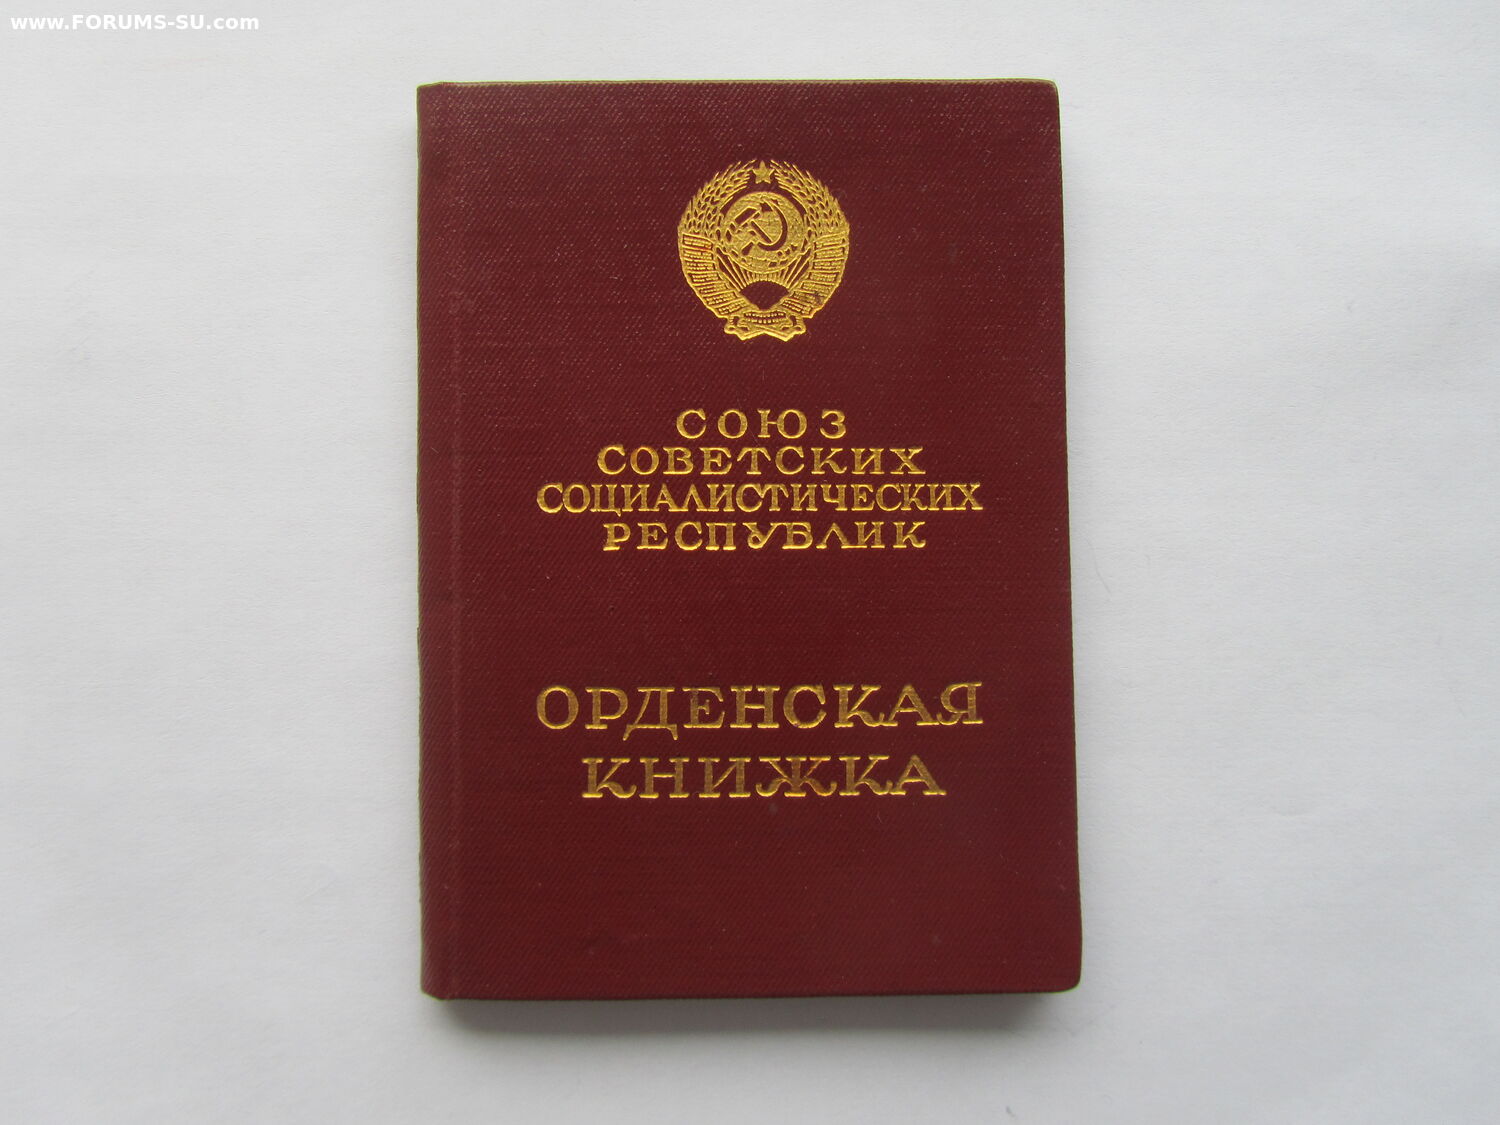 www.FORUMS-SU.com
СОЮЗ
СОВЕТСКИХ
СОЦИАЛИСТИЧЕСКИХ
РЕСПУБЛИК
ОРДЕНСКАЯ
КНИЖКА